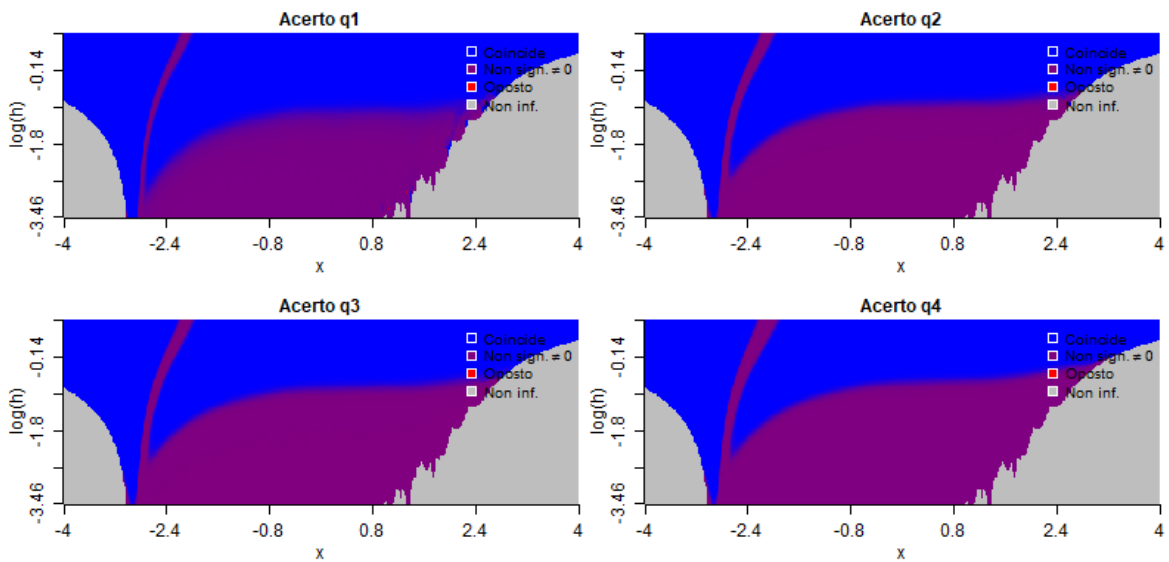 Acerto q1
log(h)
-0.14
-1.8
-3.46
Coincide
Non sign. ≠ 0
Oposto
Non inf.
-4 -2.4 -0.8 0.8 2.4 4
x
Acerto q2
log(h)
-0.14
-1.8
-3.46
Coincide
Non sign. ≠ 0
Oposto
Non inf.
-4 -2.4 -0.8 0.8 2.4 4
x
Acerto q3
log(h)
-0.14
-1.8
-3.46
Coincide
Non sign. ≠ 0
Oposto
Non inf.
-4 -2.4 -0.8 0.8 2.4 4
x
Acerto q4
log(h)
-0.14
-1.8
-3.46
Coincide
Non sign. ≠ 0
Oposto
Non inf.
-4 -2.4 -0.8 0.8 2.4 4
x